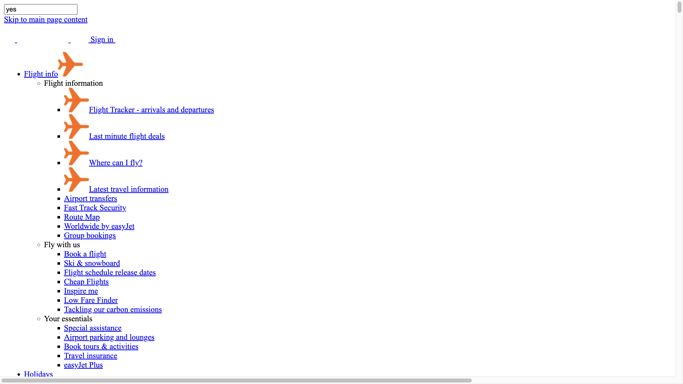 yes
Skip to main page content
Sign in
Flight info
Flight information
Flight Tracker - arrivals and departures
Last minute flight deals
Where can I fly?
Latest travel information
Airport transfers
Fast Track Security
Route Map
Worldwide by easyJet
Group bookings
Fly with us
Book a flight
Ski & snowboard
Flight schedule release dates
Cheap Flights
Inspire me
Low Fare Finder
Tackling our carbon emissions
Your essentials
Special assistance
Airport parking and lounges
Book tours & activities
Travel insurance
easyJet Plus
Holidays